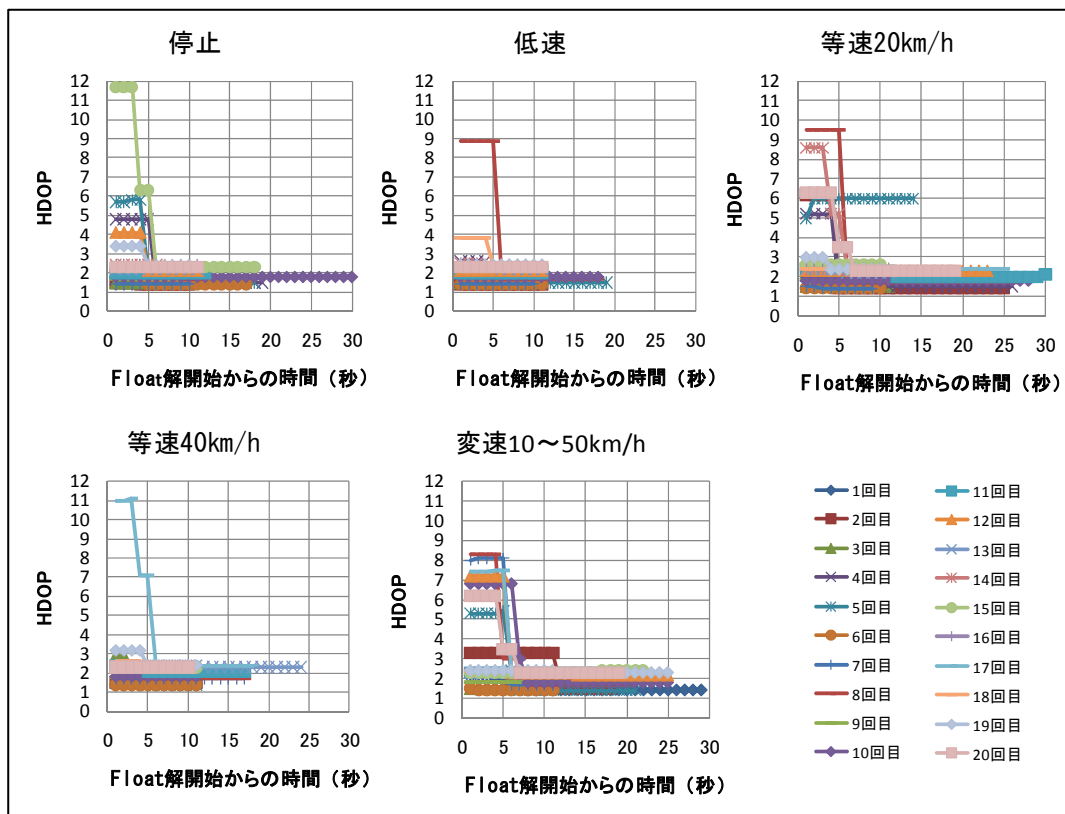 停止
HDOP
12
11
10
9
8
7
6
5
4
3
2
1
0
0 5 10 15 20 25 30
Float解開始からの時間（秒）
低速
HDOP
12
11
10
9
8
7
6
5
4
3
2
1
0
0 5 10 15 20 25 30
Float解開始からの時間（秒）
等速20km/h
HDOP
12
11
10
9
8
7
6
5
4
3
2
1
0
0 5 10 15 20 25 30
Float解開始からの時間（秒）
等速40km/h
HDOP
12
11
10
9
8
7
6
5
4
3
2
1
0
0 5 10 15 20 25 30
Float解開始からの時間（秒）
変速10～50km/h
HDOP
12
11
10
9
8
7
6
5
4
3
2
1
0
0 5 10 15 20 25 30
Float解開始からの時間（秒）
1回目
2回目
3回目
4回目
5回目
6回目
7回目
8回目
9回目
10回目
11回目
12回目
13回目
14回目
15回目
16回目
17回目
18回目
19回目
20回目